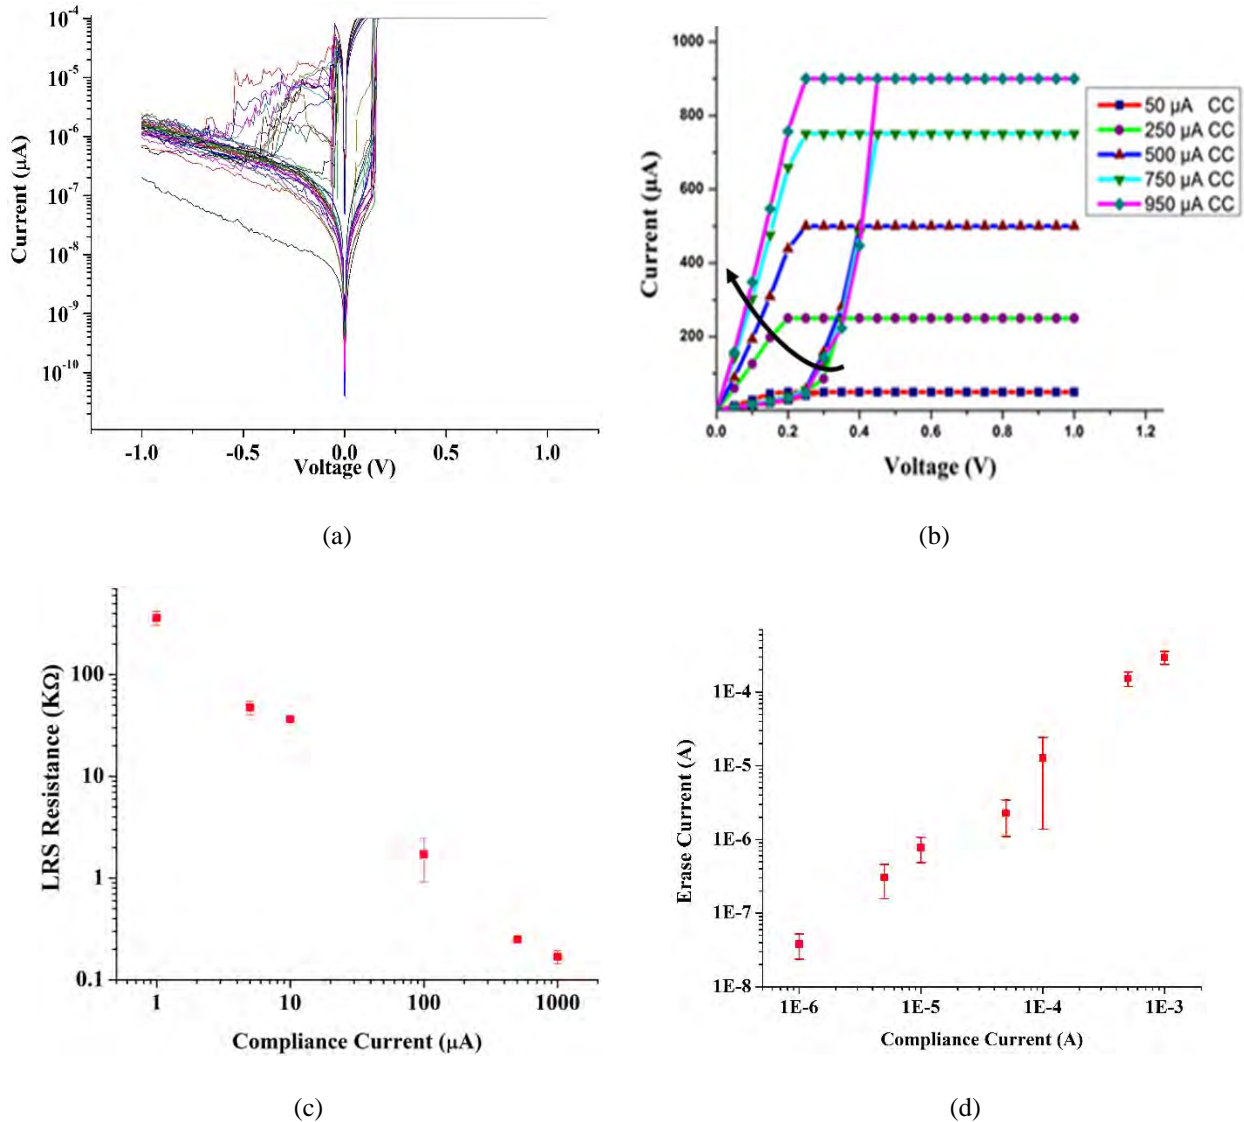 10-4
10-5
10-6
10-7
10-8
10-9
10-10
Current (μA)
-1.0 -0.5 0.0 0.5 1.0
Voltage (V)
(a)
1000
800
600
400
200
Current (μA)
50 μA CC
250 μA CC
500 μA CC
750 μA CC
950 μA CC
0.0 0.2 0.4 0.6 0.8 1.0 1.2
Voltage (V)
(b)
100
10
1
0.1
LRS Resistance (KΩ)
1 10 100 1000
Compliance Current (μA)
(c)
1E-4
1E-5
1E-6
1E-7
1E-8
Erase Current (A)
1E-6 1E-5 1E-4 1E-3
Compliance Current (A)
(d)